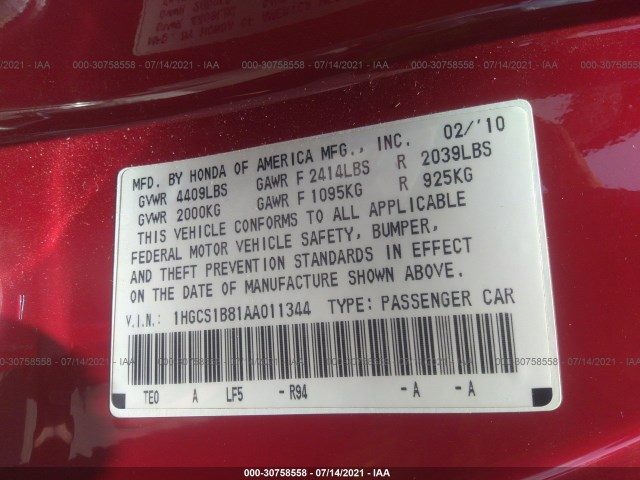 000-30758558 - 07/14/2021 - IAA
MFD. BY HONDA OF AMERICA MFG., INC. 02/'10
GVWR 4409LBS GAWR F 2414LBS R 2039LBS
GVWR 2000KG GAWR F 1095KG R 925KG
THIS VEHICLE CONFORMS TO ALL APPLICABLE
FEDERAL MOTOR VEHICLE SAFETY, BUMPER,
AND THEFT PREVENTION STANDARDS IN EFFECT
ON THE DATE OF MANUFACTURE SHOWN ABOVE.
V.I.N.: 1HGCS1B81AA011344 TYPE: PASSENGER CAR
TE0 A LF5 - R94 - A - A
000-30758558 - 07/14/2021 - IAA